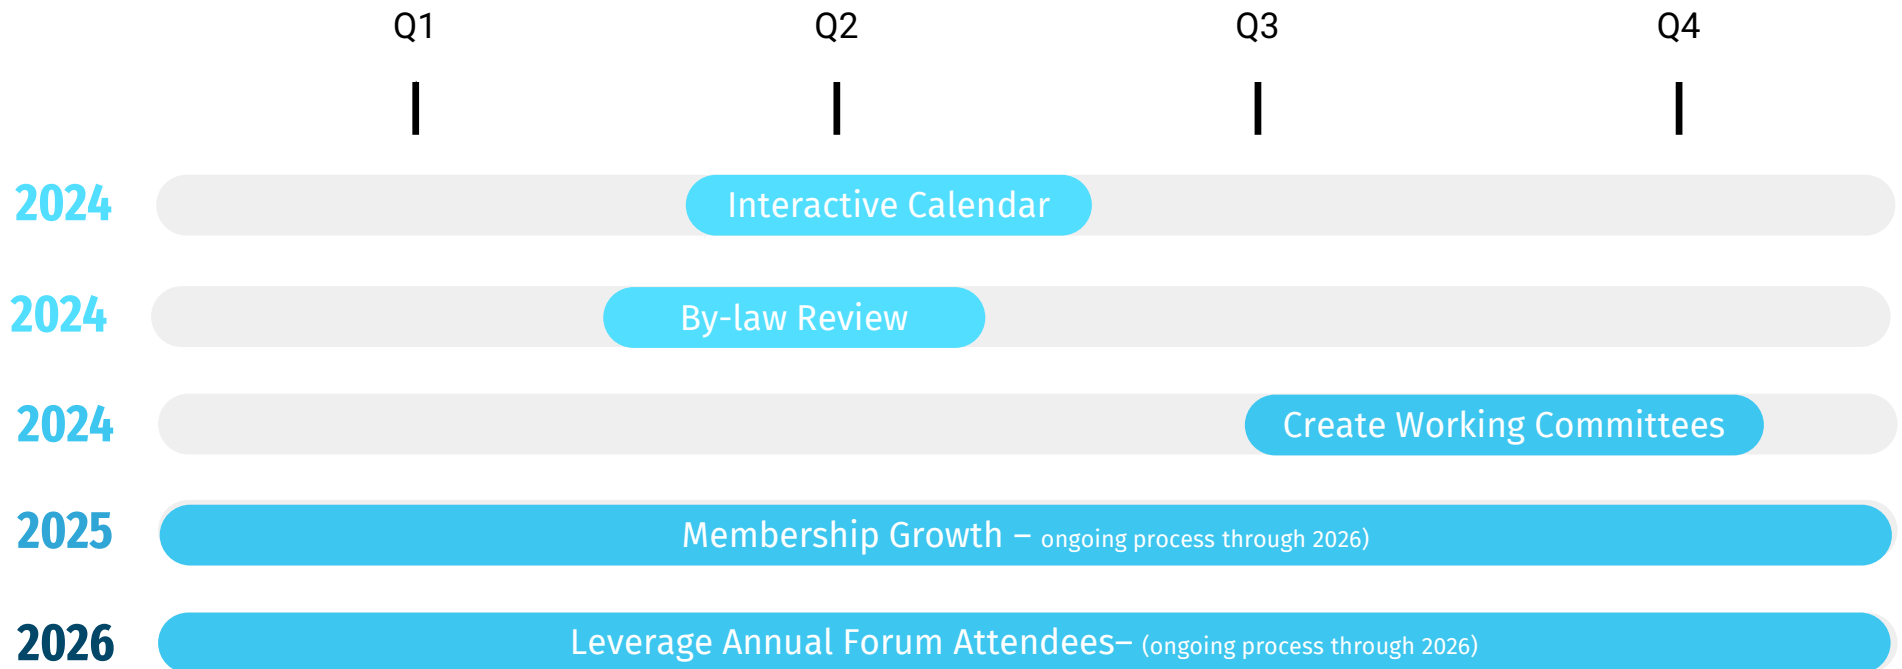 Q1 Q2 Q3 Q4
2024 Interactive Calendar
2024 By-law Review
2024 Create Working Committees
2025 Membership Growth – ongoing process through 2026)
2026 Leverage Annual Forum Attendees– (ongoing process through 2026)